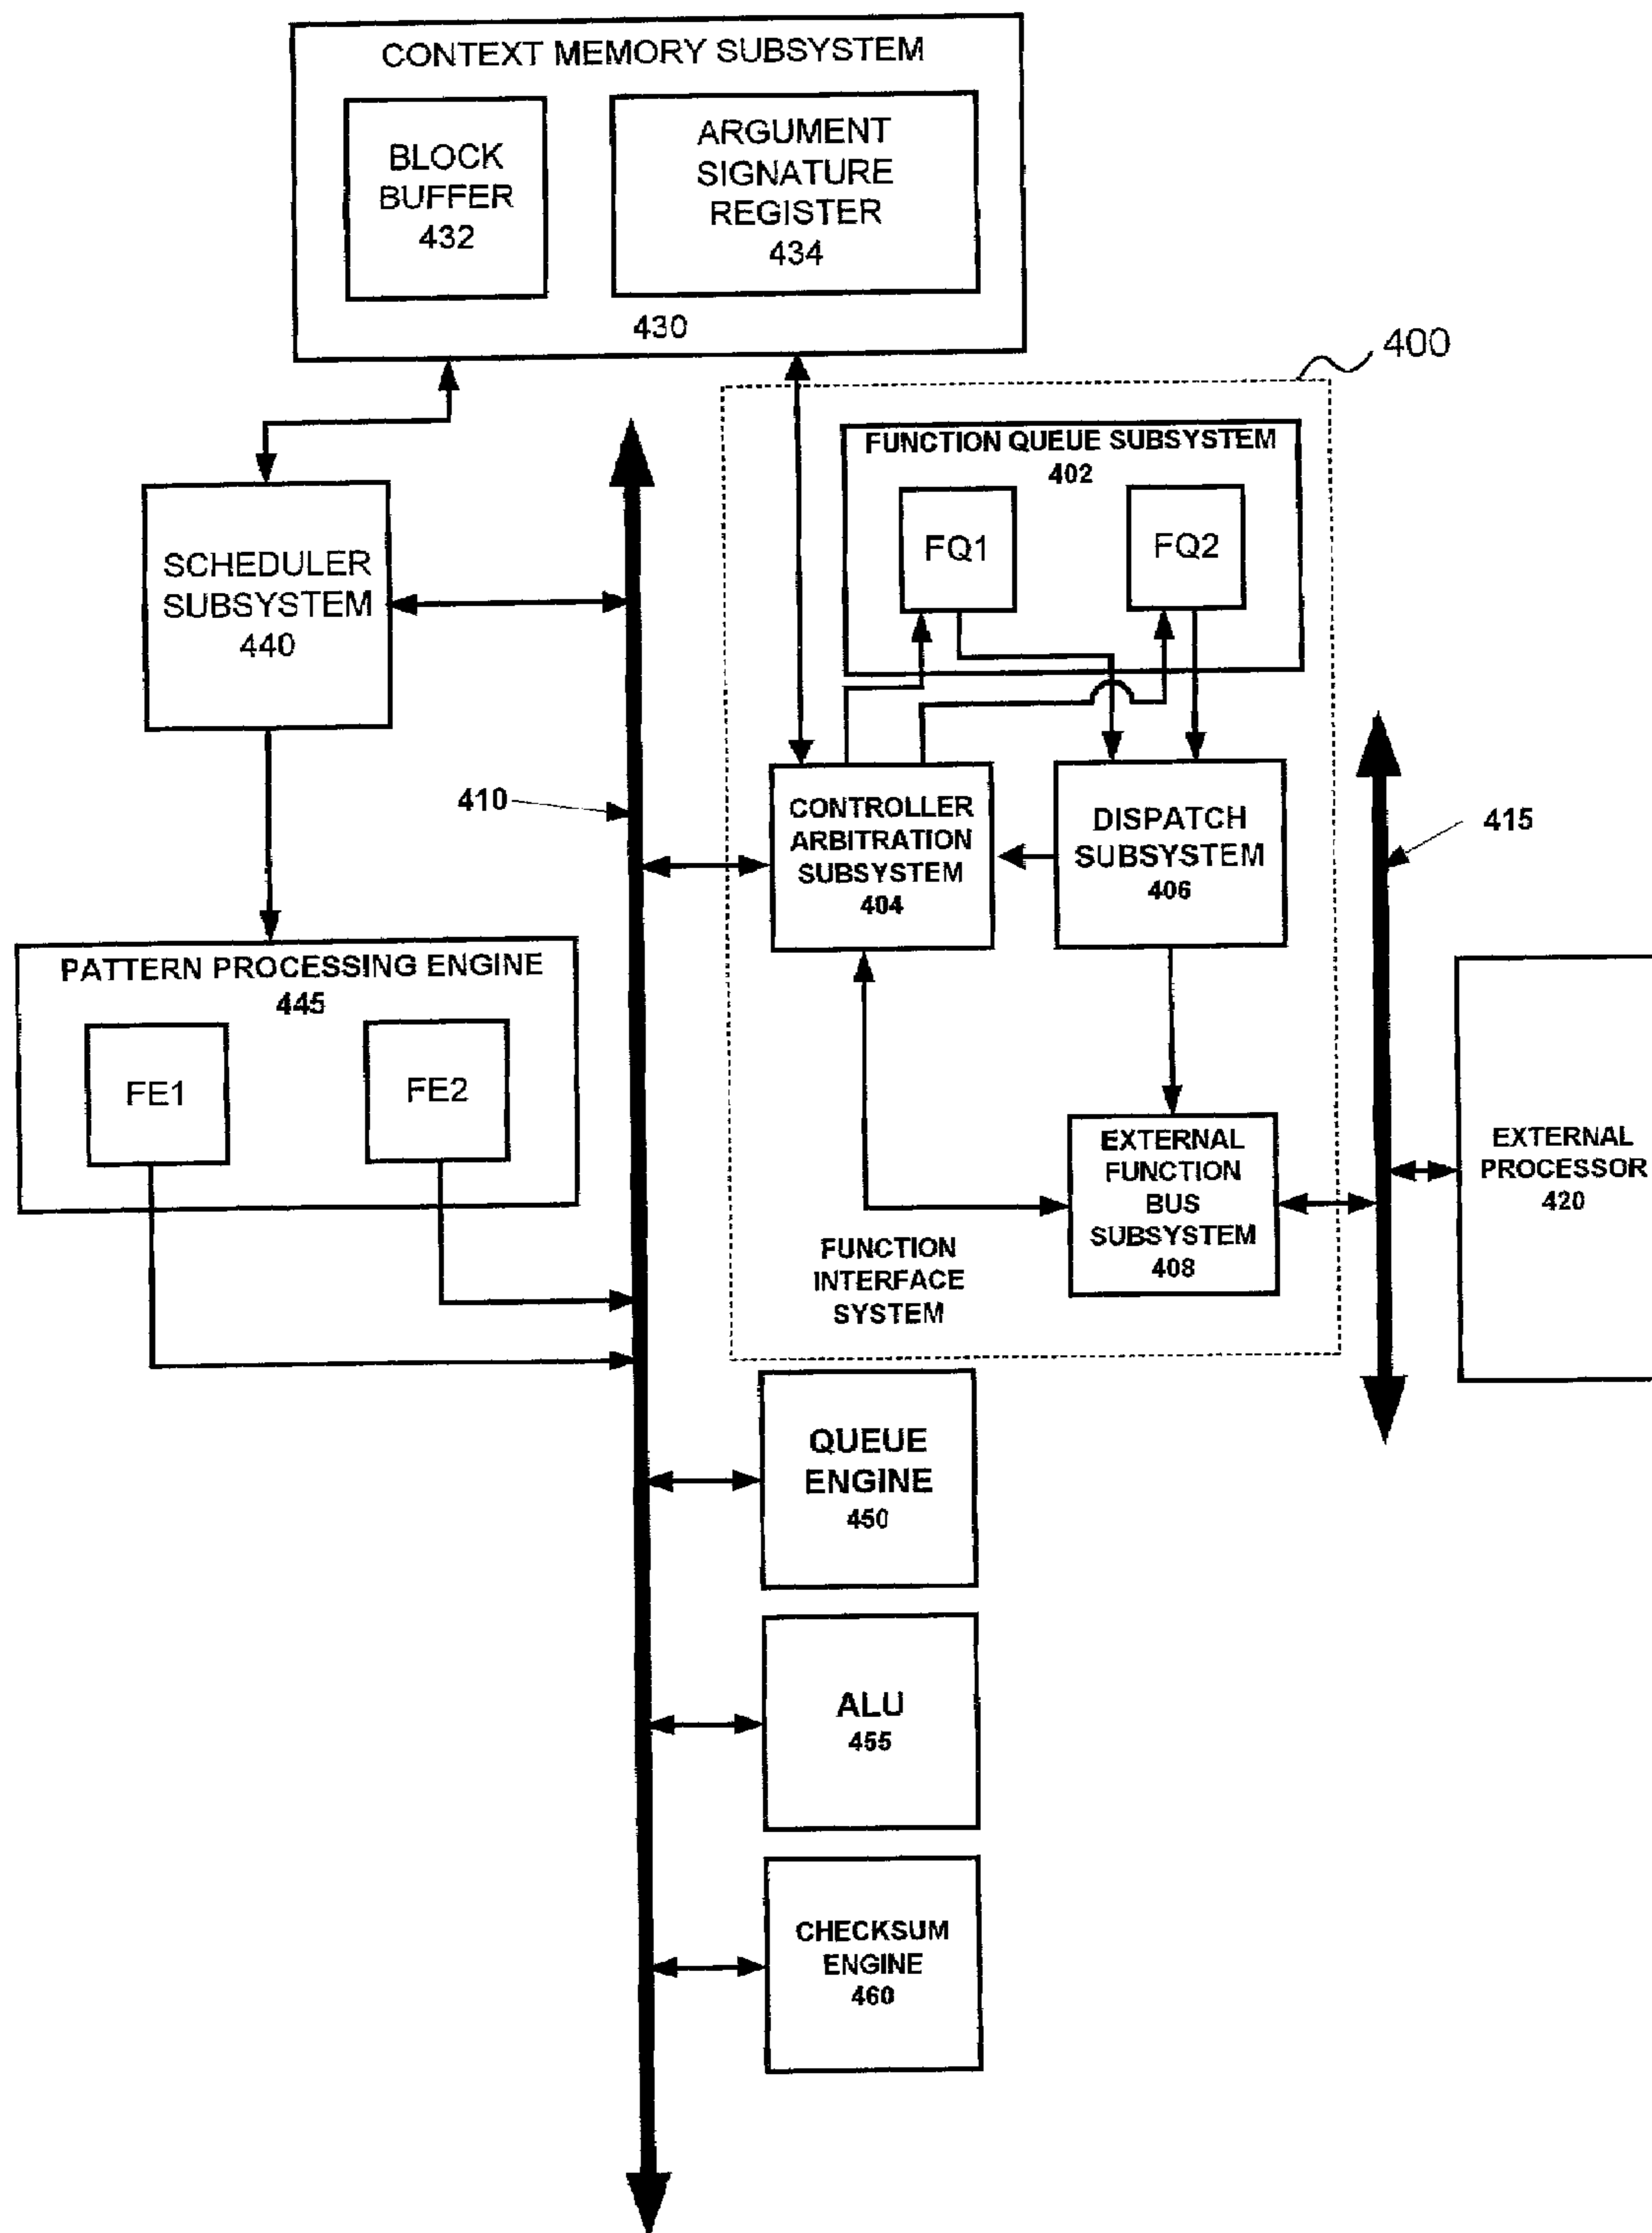 CONTEXT MEMORY SUBSYSTEM
BLOCK
BUFFER
432
ARGUMENT
SIGNATURE
REGISTER
434
430
400
FUNCTION QUEUE SUBSYSTEM
402
FQ1
FQ2
SCHEDULER
SUBSYSTEM
440
410
CONTROLLER
ARBITRATION
SUBSYSTEM
404
DISPATCH
SUBSYSTEM
406
415
PATTERN PROCESSING ENGINE
445
FE1
FE2
EXTERNAL
FUNCTION
BUS
SUBSYSTEM
408
EXTERNAL
PROCESSOR
420
FUNCTION
INTERFACE
SYSTEM
QUEUE
ENGINE
450
ALU
455
CHECKSUM
ENGINE
460